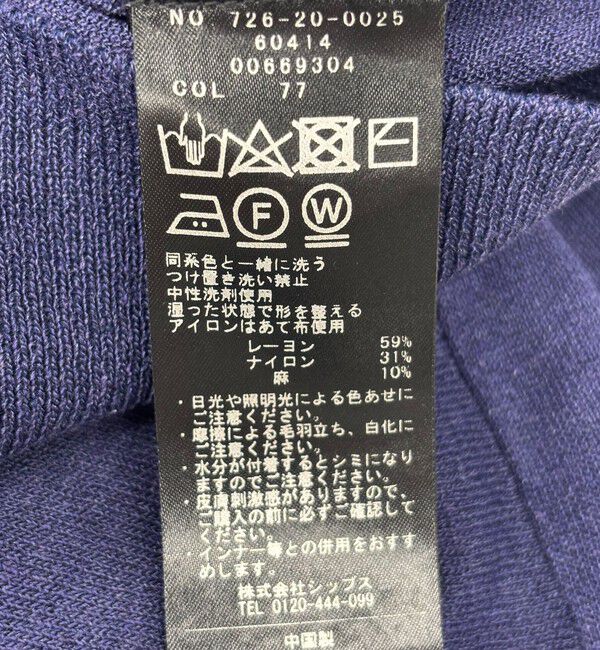 NO 726-20-0025
60414
00669304
COL 77
F W
同系色と一緒に洗う
つけ置き洗い禁止
中性洗剤使用
湿った状態で形を整える
アイロンはあて布使用
レーヨン 59%
ナイロン 31%
麻 10%
・日光や照明光による色あせに
ご注意ください。
・摩擦による毛羽立ち、白化に
ご注意ください。
・水分が付着するとシミになり
ますのでご注意ください。
・皮膚刺激感がありますので、
ご購入の前に必ずご確認して
ください。
・インナー等との併用をおすす
めします。
株式会社シップス
TEL 0120-444-099
中国製